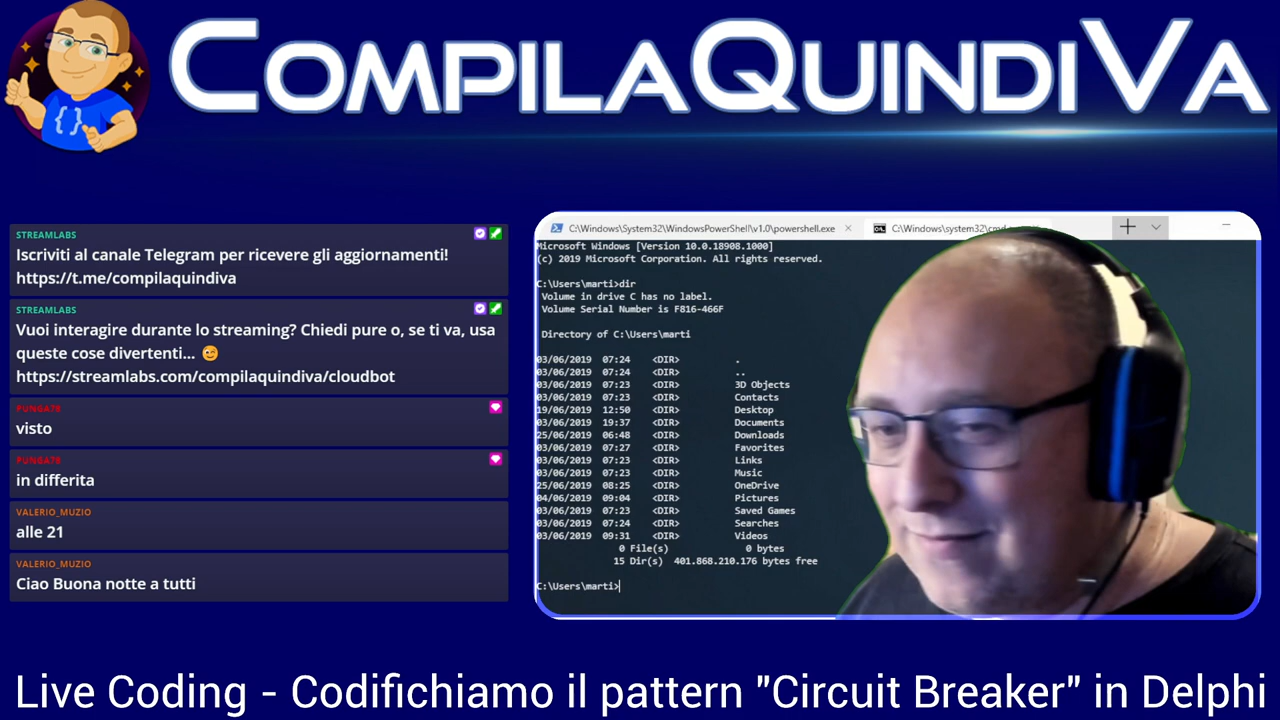 COMPILAQUINDIVA
{ }
STREAMLABS
Iscriviti al canale Telegram per ricevere gli aggiornamenti!
https://t.me/compilaquindiva
STREAMLABS
Vuoi interagire durante lo streaming? Chiedi pure o, se ti va, usa
queste cose divertenti... 😊
https://streamlabs.com/compilaquindiva/cloudbot
visto
in differita
VALERIO_MUZIO
alle 21
VALERIO_MUZIO
Ciao Buona notte a tutti
C:\Windows\System32\WindowsPowerShell\v1.0\powershell.exe
C:\Windows\system32\cmd
Microsoft Windows [Version 10.0.18908.1000]
(c) 2019 Microsoft Corporation. All rights reserved.
C:\Users\marti>dir
Volume in drive C has no label.
Volume Serial Number is F816-466F
Directory of C:\Users\marti
03/06/2019 07:24 <DIR> .
03/06/2019 07:24 <DIR> ..
03/06/2019 07:23 <DIR> 3D Objects
03/06/2019 07:23 <DIR> Contacts
19/06/2019 12:50 <DIR> Desktop
03/06/2019 19:37 <DIR> Documents
25/06/2019 06:48 <DIR> Downloads
03/06/2019 07:27 <DIR> Favorites
03/06/2019 07:23 <DIR> Links
03/06/2019 07:23 <DIR> Music
25/06/2019 08:25 <DIR> OneDrive
04/06/2019 09:04 <DIR> Pictures
03/06/2019 07:23 <DIR> Saved Games
03/06/2019 07:24 <DIR> Searches
03/06/2019 09:31 <DIR> Videos
0 File(s) 0 bytes
15 Dir(s) 401.868.210.176 bytes free
C:\Users\marti>
Live Coding - Codifichiamo il pattern "Circuit Breaker" in Delphi